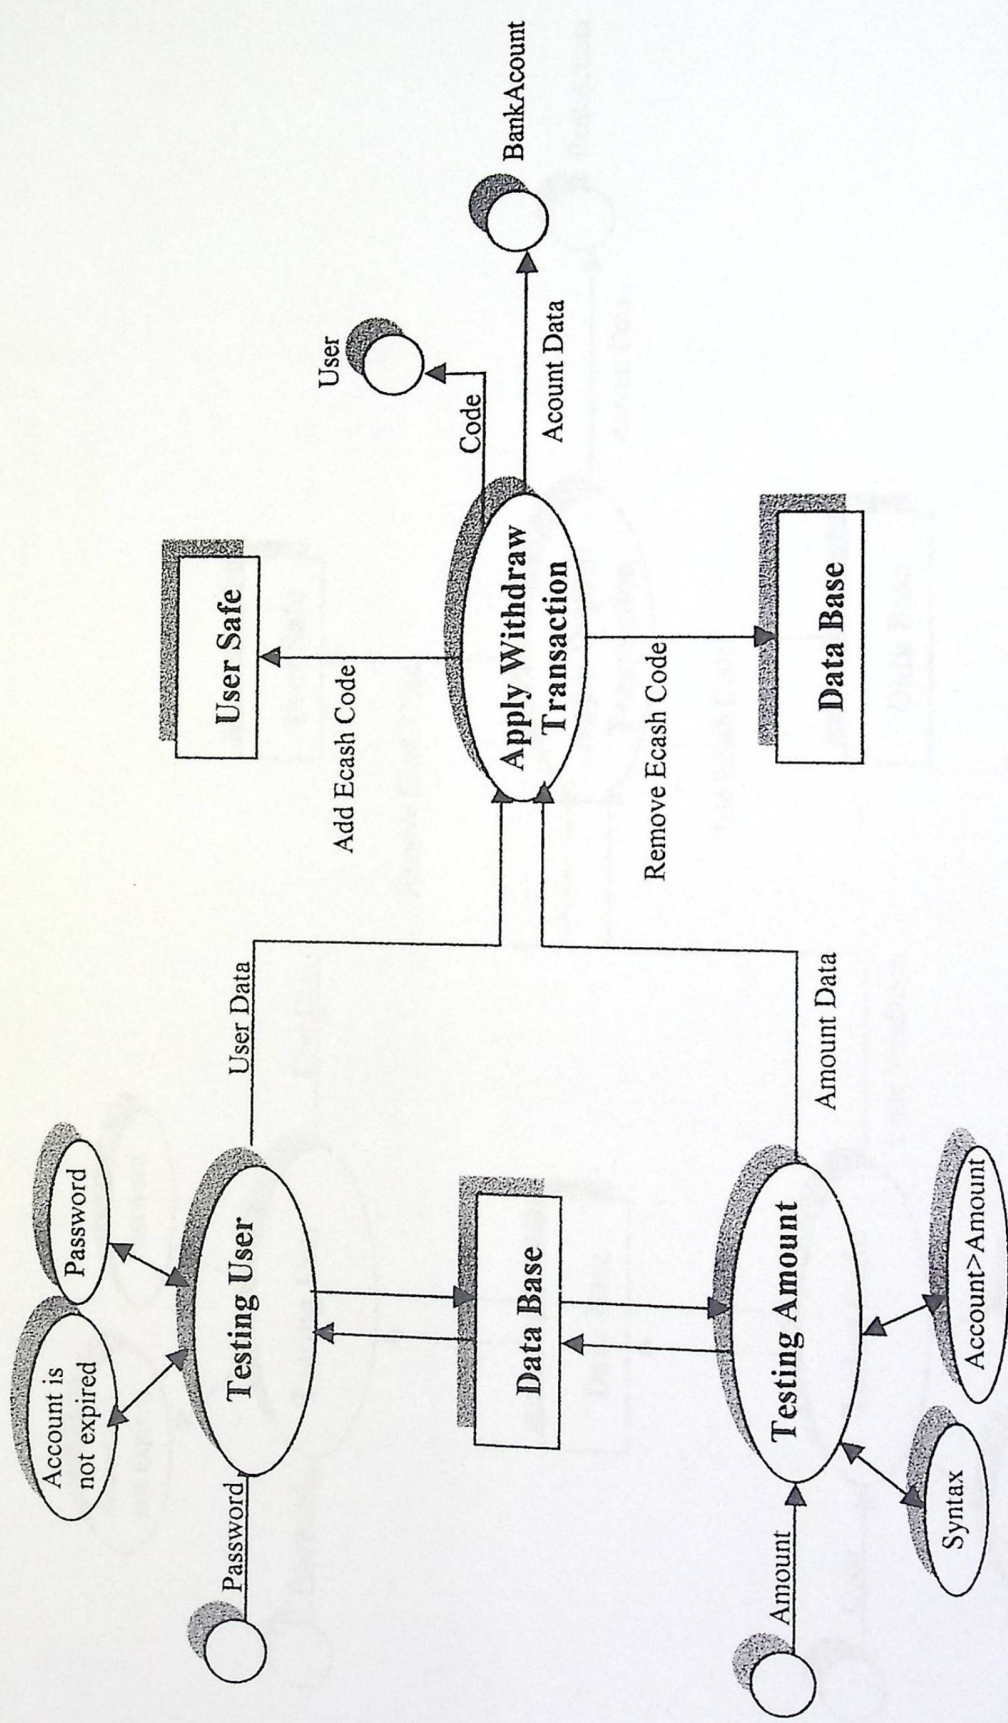 Account is
not expired
Password
Password
Testing User
User Data
Data Base
Amount
Testing Amount
Amount Data
Syntax
Account>Amount
User Safe
Add Ecash Code
Apply Withdraw
Transaction
Remove Ecash Code
Data Base
User
Code
Acount Data
BankAcount